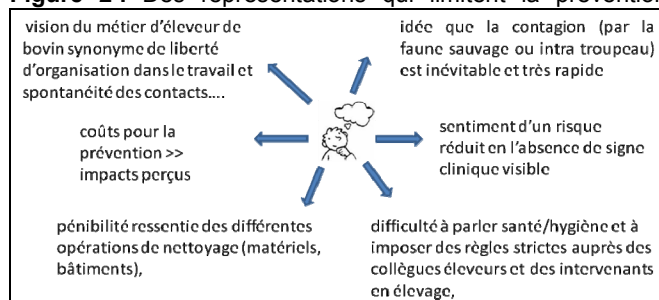 Figure 2 : Des représentations qui limitent la prévention
vision du métier d'éleveur de
bovin synonyme de liberté
d'organisation dans le travail et
spontanéité des contacts....
idée que la contagion (par la
faune sauvage ou intra troupeau)
est inévitable et très rapide
coûts pour la
prévention >>
impacts perçus
sentiment d'un risque
réduit en l'absence de signe
clinique visible
pénibilité ressentie des différentes
opérations de nettoyage (matériels,
bâtiments),
difficulté à parler santé/hygiène et à
imposer des règles strictes auprès des
collègues éleveurs et des intervenants
en élevage,